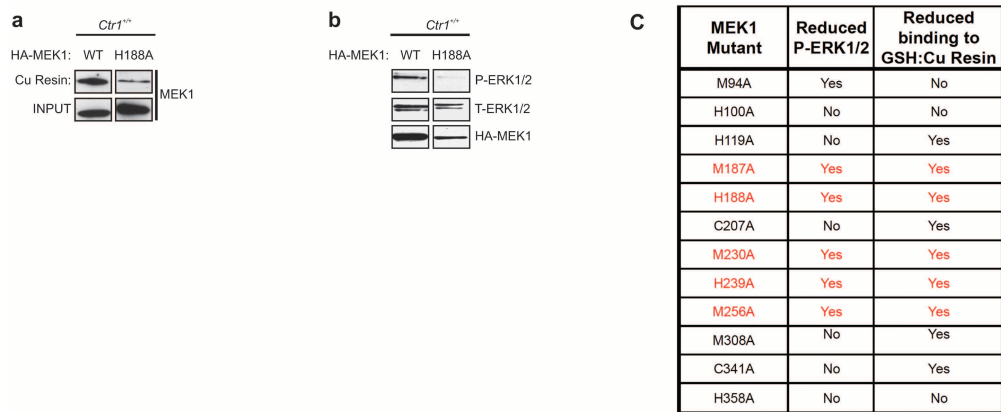 a
Ctr1+/+
HA-MEK1: WT H188A
Cu Resin:
INPUT
MEK1
b
Ctr1+/+
HA-MEK1: WT H188A
P-ERK1/2
T-ERK1/2
HA-MEK1
C
MEK1 Mutant Reduced P-ERK1/2 Reduced binding to GSH:Cu Resin
M94A Yes No
H100A No No
H119A No Yes
M187A Yes Yes
H188A Yes Yes
C207A No Yes
M230A Yes Yes
H239A Yes Yes
M256A Yes Yes
M308A No Yes
C341A No Yes
H358A No No